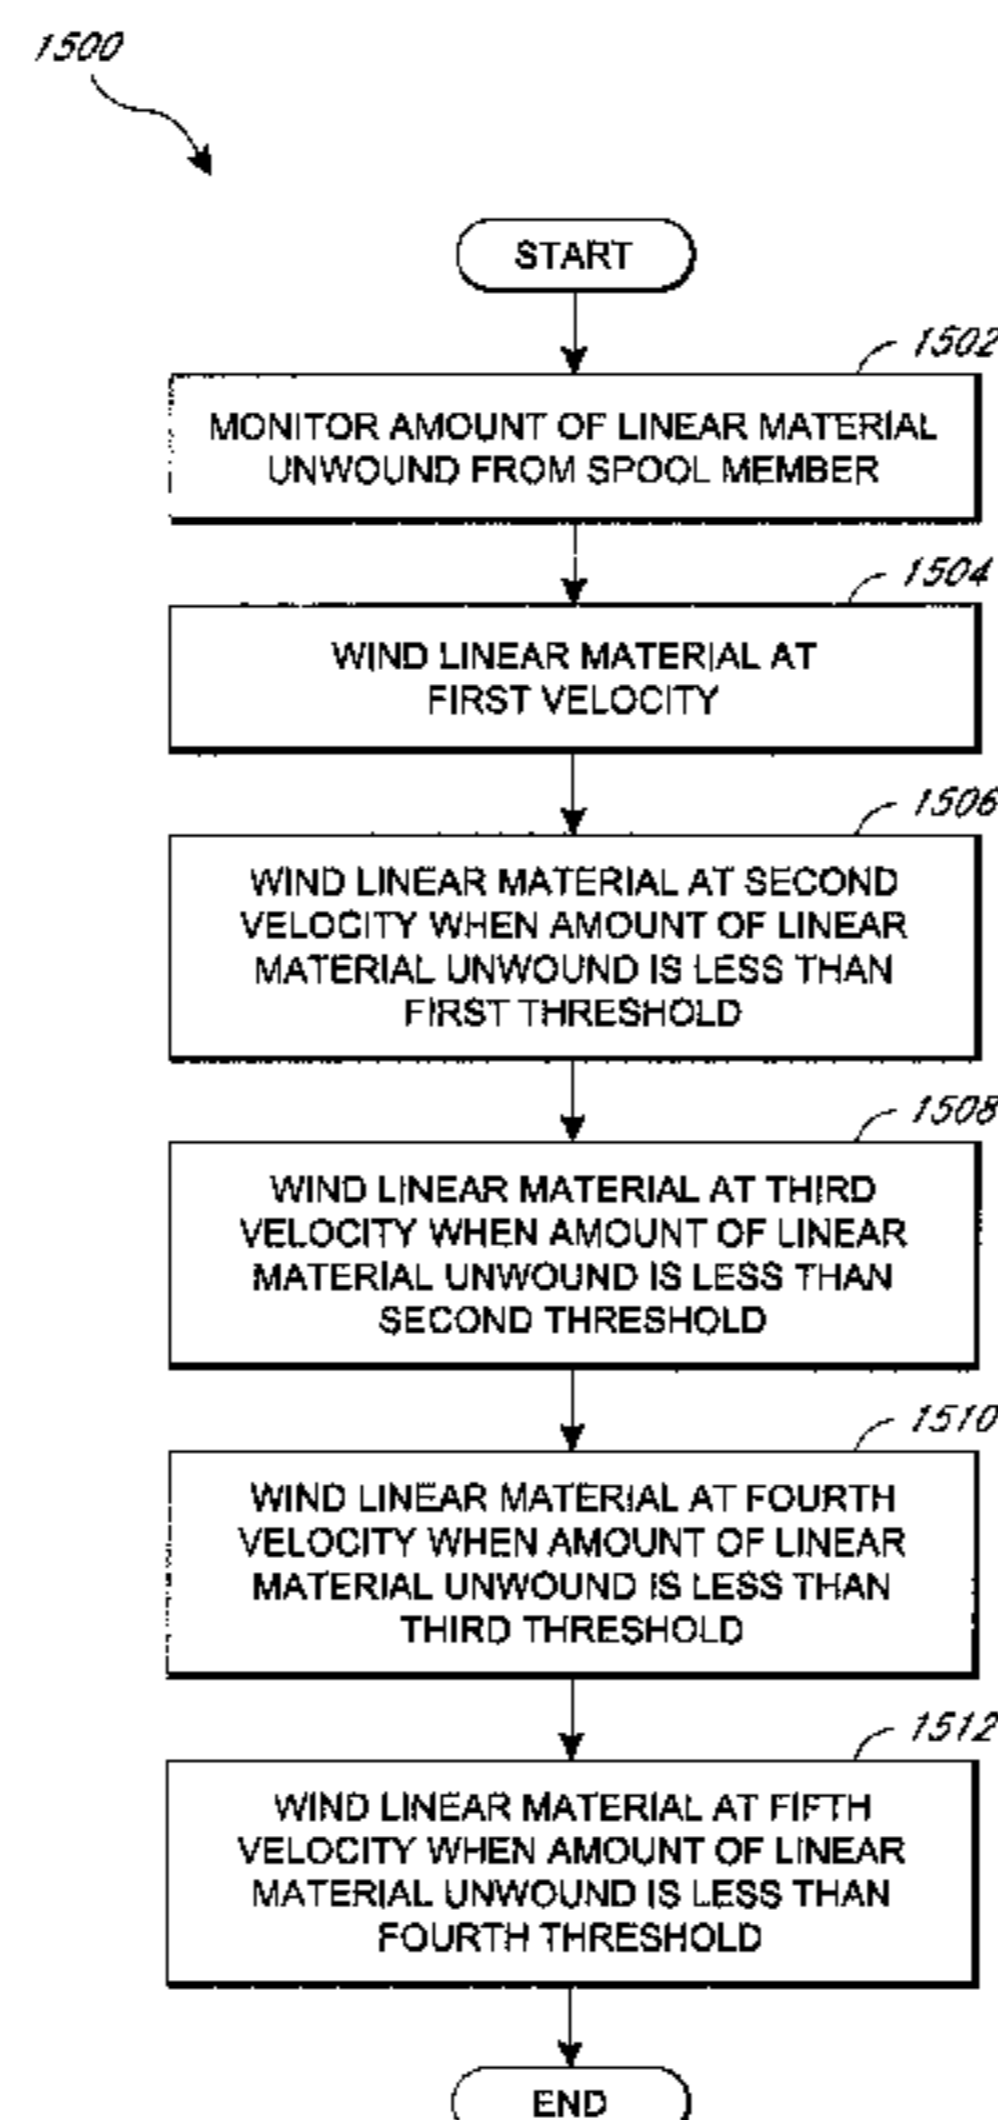 1500
START
1502
MONITOR AMOUNT OF LINEAR MATERIAL
UNWOUND FROM SPOOL MEMBER
1504
WIND LINEAR MATERIAL AT
FIRST VELOCITY
1506
WIND LINEAR MATERIAL AT SECOND
VELOCITY WHEN AMOUNT OF LINEAR
MATERIAL UNWOUND IS LESS THAN
FIRST THRESHOLD
1508
WIND LINEAR MATERIAL AT THIRD
VELOCITY WHEN AMOUNT OF LINEAR
MATERIAL UNWOUND IS LESS THAN
SECOND THRESHOLD
1510
WIND LINEAR MATERIAL AT FOURTH
VELOCITY WHEN AMOUNT OF LINEAR
MATERIAL UNWOUND IS LESS THAN
THIRD THRESHOLD
1512
WIND LINEAR MATERIAL AT FIFTH
VELOCITY WHEN AMOUNT OF LINEAR
MATERIAL UNWOUND IS LESS THAN
FOURTH THRESHOLD
END